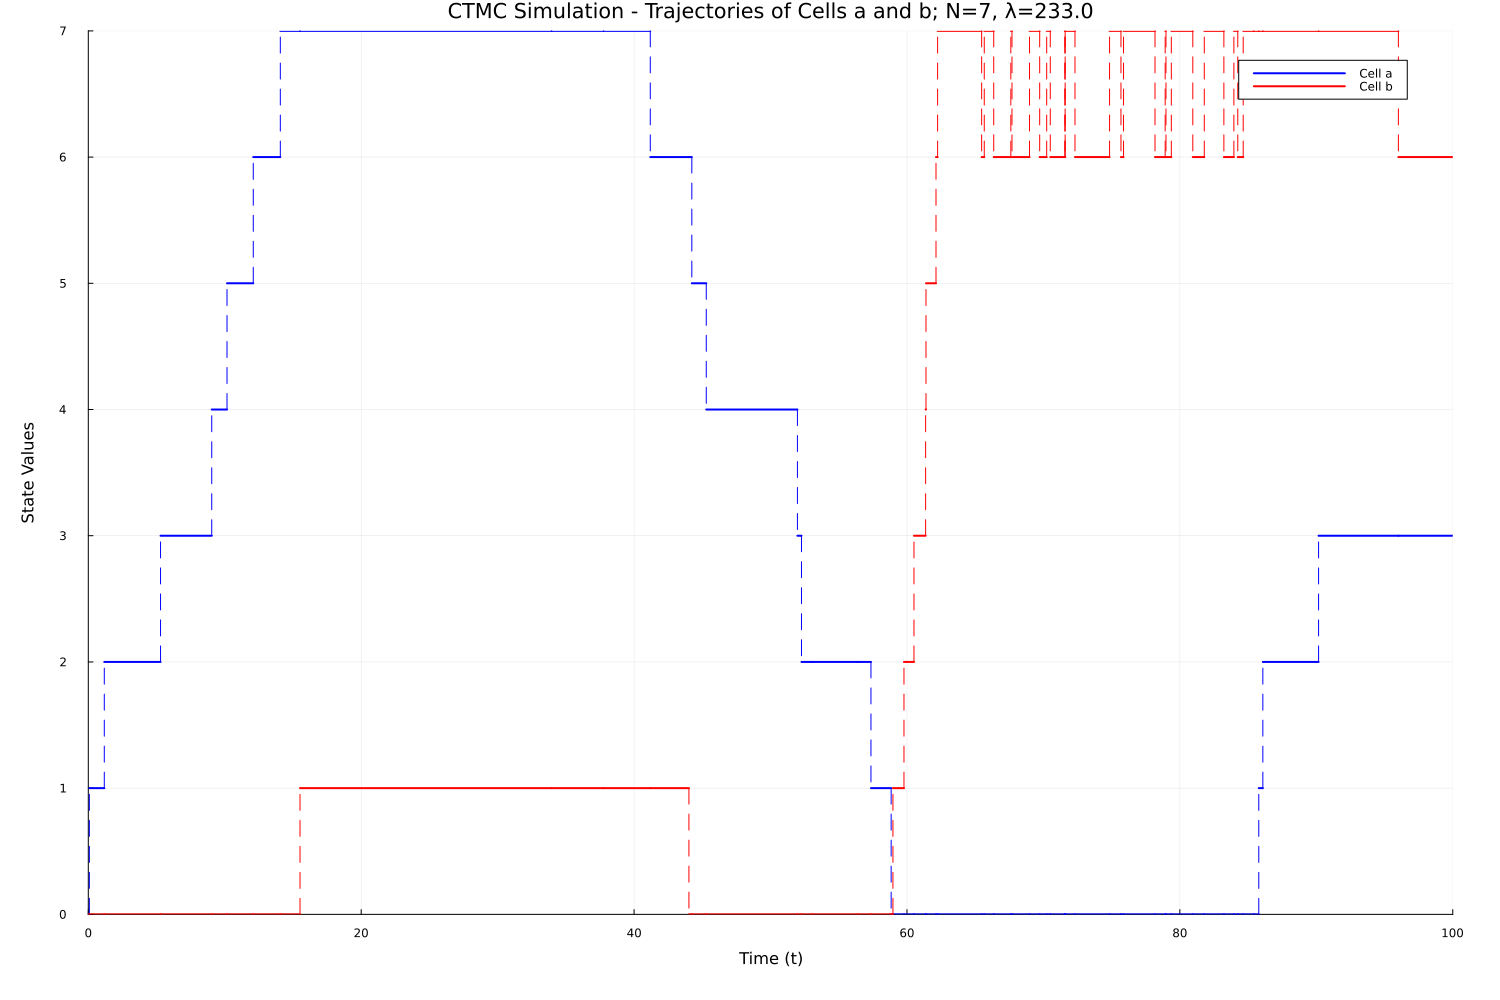 CTMC Simulation - Trajectories of Cells a and b; N=7, λ=233.0
7
6
5
4
3
2
1
0
State Values
Cell a
Cell b
0 20 40 60 80 100
Time (t)